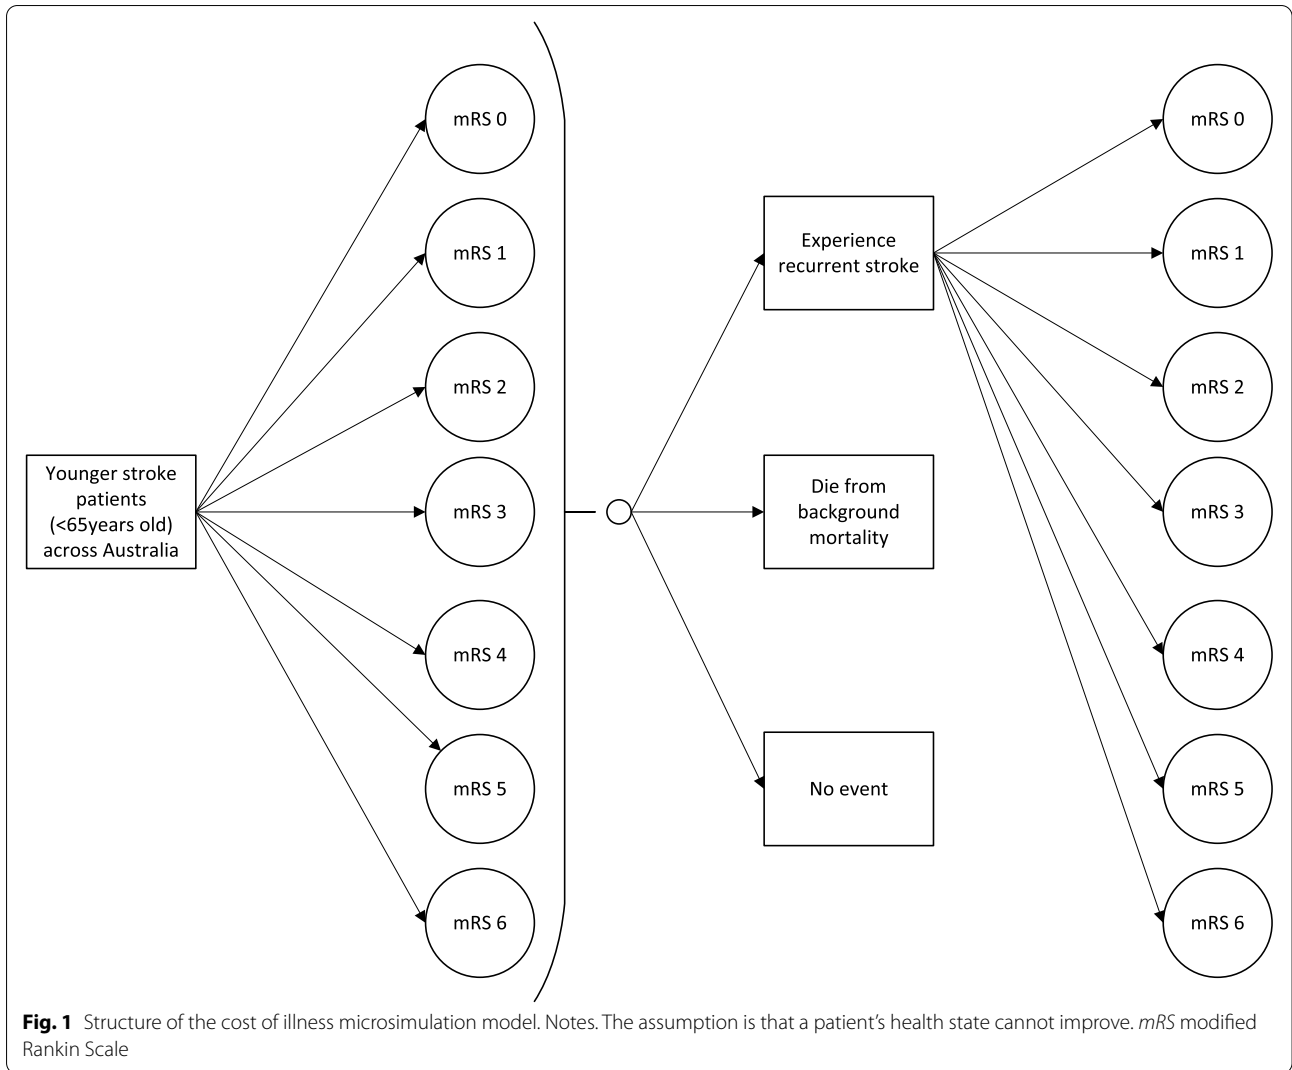 mRS 0
mRS 1
mRS 2
mRS 3
mRS 4
mRS 5
mRS 6
Younger stroke
patients
(<65years old)
across Australia
Experience
recurrent stroke
Die from
background
mortality
No event
mRS 0
mRS 1
mRS 2
mRS 3
mRS 4
mRS 5
mRS 6
Fig. 1 Structure of the cost of illness microsimulation model. Notes. The assumption is that a patient’s health state cannot improve. mRS modified
Rankin Scale